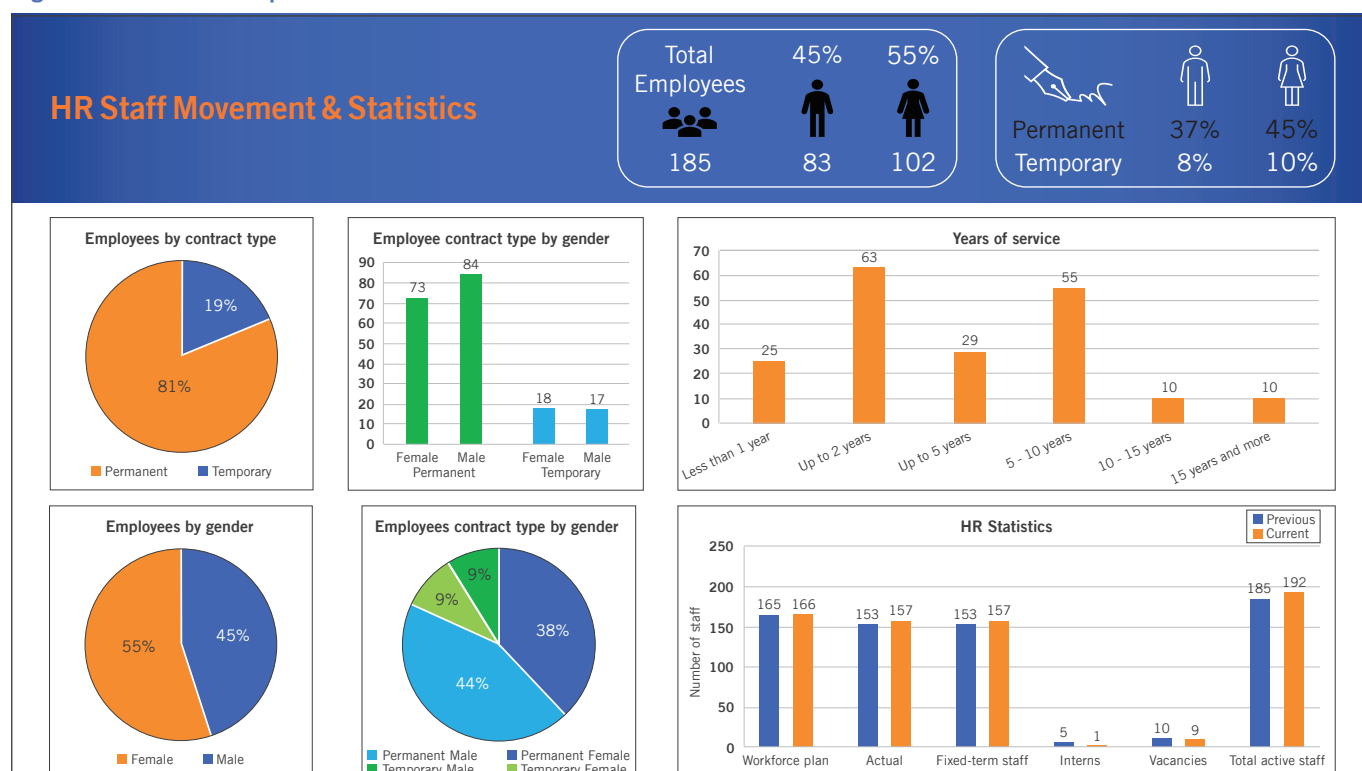 HR Staff Movement & Statistics
Total
Employees
185
45%
83
55%
102
Permanent 37% 45%
Temporary 8% 10%
Employees by contract type
19%
81%
Permanent Temporary
Employee contract type by gender
90
80
70
60
50
40
30
20
10
0
73
84
18
17
Female Male Female Male
Permanent Temporary
Years of service
70
60
50
40
30
20
10
0
25
63
29
55
10
10
Less than 1 year
Up to 2 years
Up to 5 years
5 - 10 years
10 - 15 years
15 years and more
Employees by gender
55%
45%
Female Male
Employees contract type by gender
9%
9%
38%
44%
Permanent Male Permanent Female
Temporary Male Temporary Female
HR Statistics
Previous
Current
Number of staff
250
200
150
100
50
0
165 166
153 157
153 157
5 1
10 9
185 192
Workforce plan Actual Fixed-term staff Interns Vacancies Total active staff